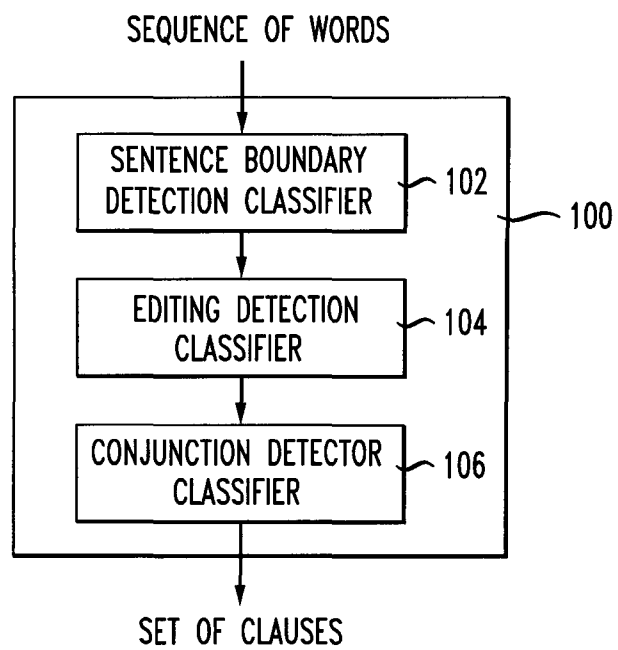 SEQUENCE OF WORDS
SENTENCE BOUNDARY
DETECTION CLASSIFIER
102
100
EDITING DETECTION
CLASSIFIER
104
CONJUNCTION DETECTOR
CLASSIFIER
106
SET OF CLAUSES